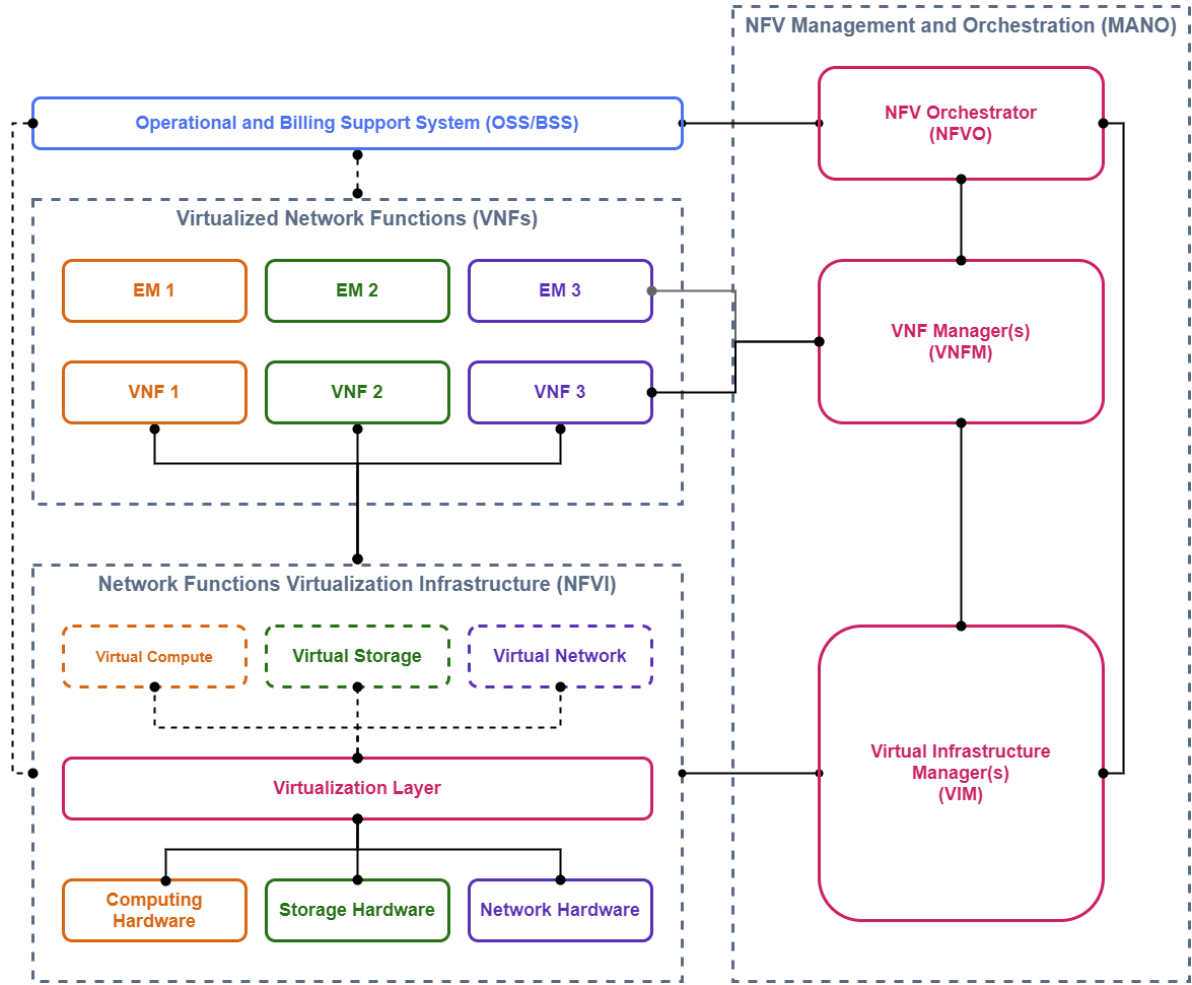 NFV Management and Orchestration (MANO)
Operational and Billing Support System (OSS/BSS)
NFV Orchestrator
(NFVO)
Virtualized Network Functions (VNFs)
EM 1
EM 2
EM 3
VNF Manager(s)
(VNFM)
VNF 1
VNF 2
VNF 3
Network Functions Virtualization Infrastructure (NFVI)
Virtual Compute
Virtual Storage
Virtual Network
Virtual Infrastructure
Manager(s)
(VIM)
Virtualization Layer
Computing
Hardware
Storage Hardware
Network Hardware